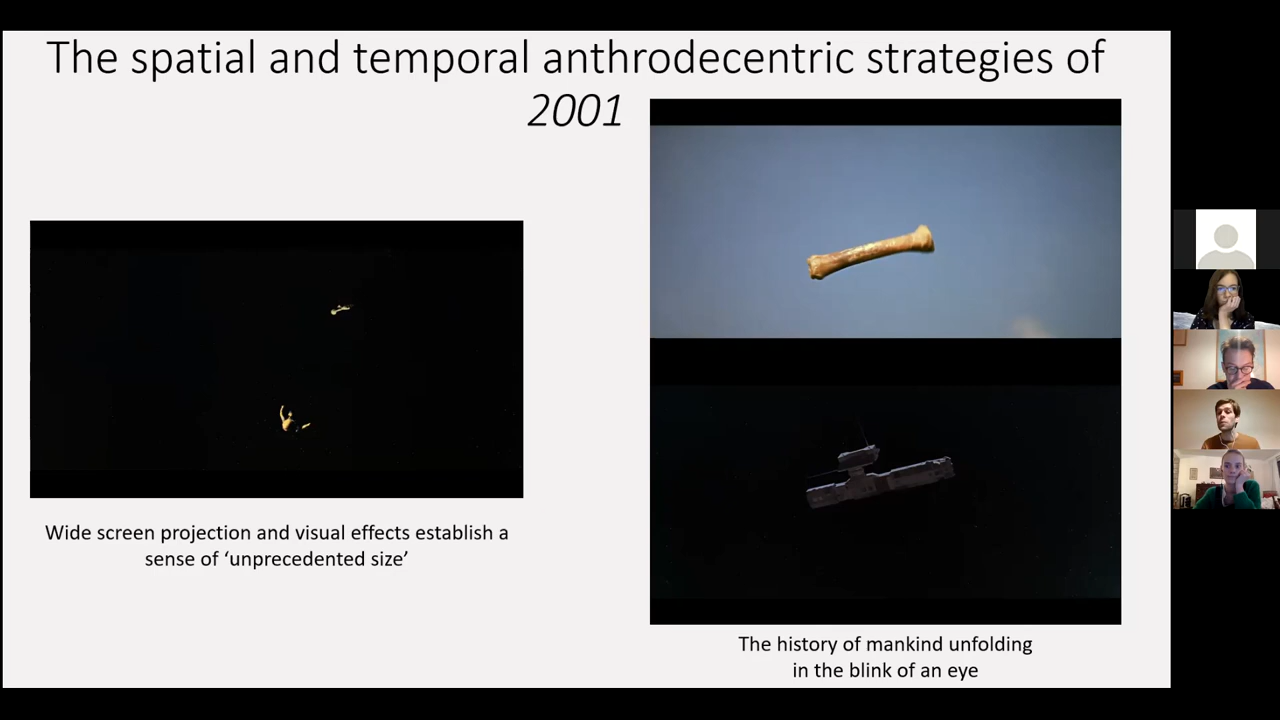 The spatial and temporal anthrodecentric strategies of
2001
Wide screen projection and visual effects establish a
sense of ‘unprecedented size’
The history of mankind unfolding
in the blink of an eye